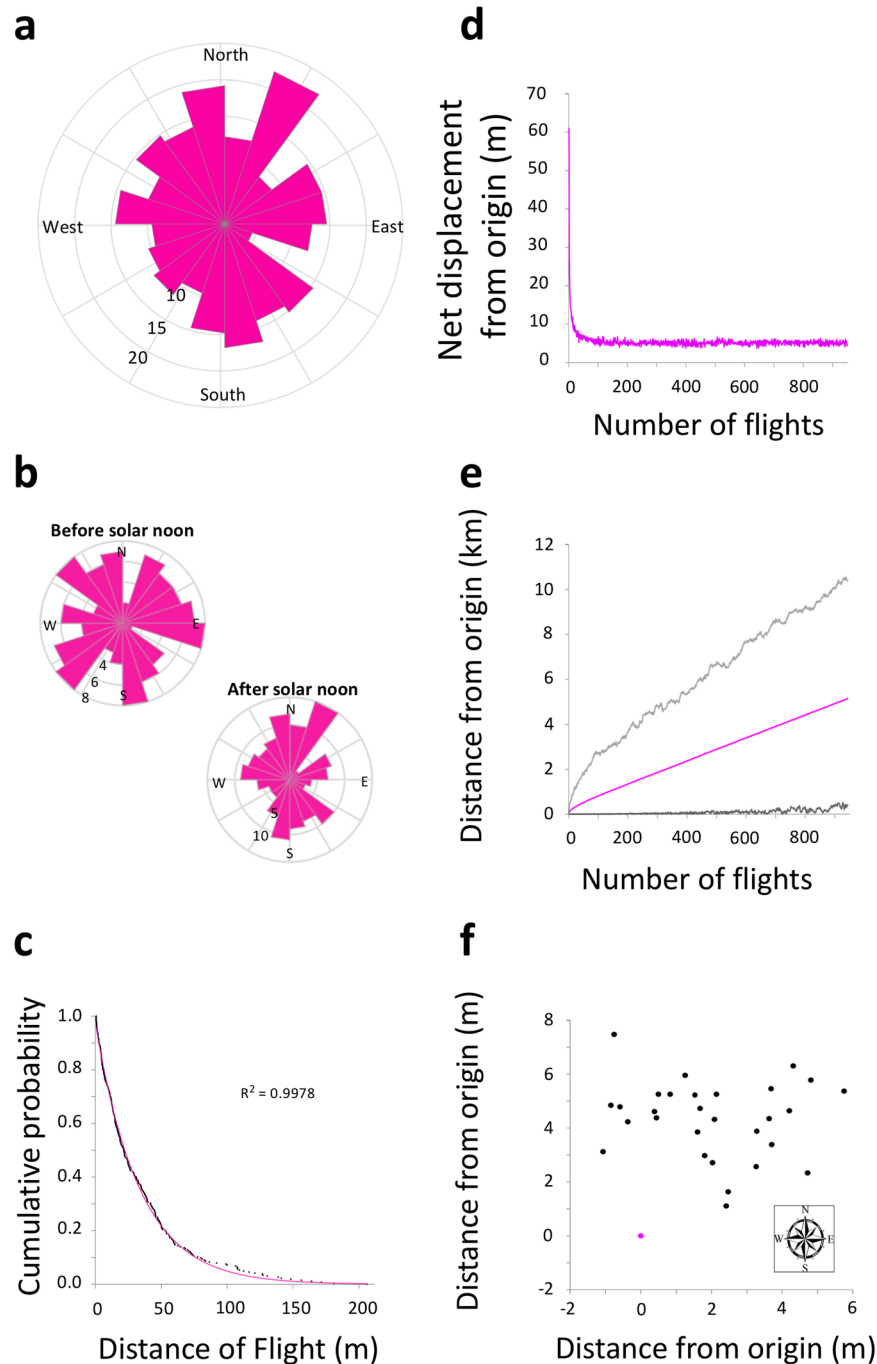 a
North
West
East
10
15
20
South
b
Before solar noon
N
W
E
4
6
8
S
After solar noon
N
W
E
5
10
S
c
Cumulative probability
1.0
0.8
0.6
0.4
0.2
0.0
R² = 0.9978
0
50
100
150
200
Distance of Flight (m)
d
Net displacement
from origin (m)
70
60
50
40
30
20
10
0
0
200
400
600
800
Number of flights
e
Distance from origin (km)
12
10
8
6
4
2
0
0
200
400
600
800
Number of flights
f
Distance from origin (m)
8
6
4
2
0
-2
N
W
E
S
-2
0
2
4
6
Distance from origin (m)